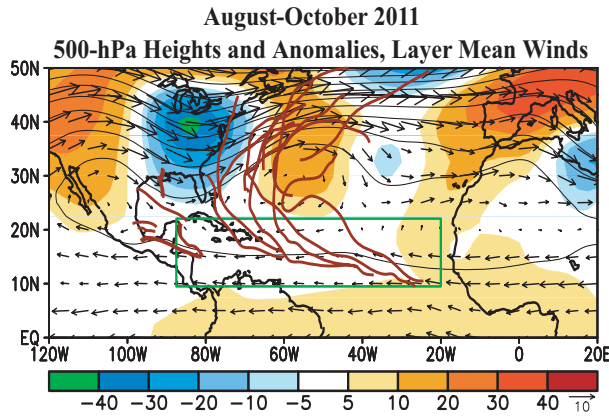 August-October 2011
500-hPa Heights and Anomalies, Layer Mean Winds
50N
40N
30N
20N
10N
EQ
120W 100W 80W 60W 40W 20W 0 20E
-40 -30 -20 -10 -5 5 10 20 30 40 10